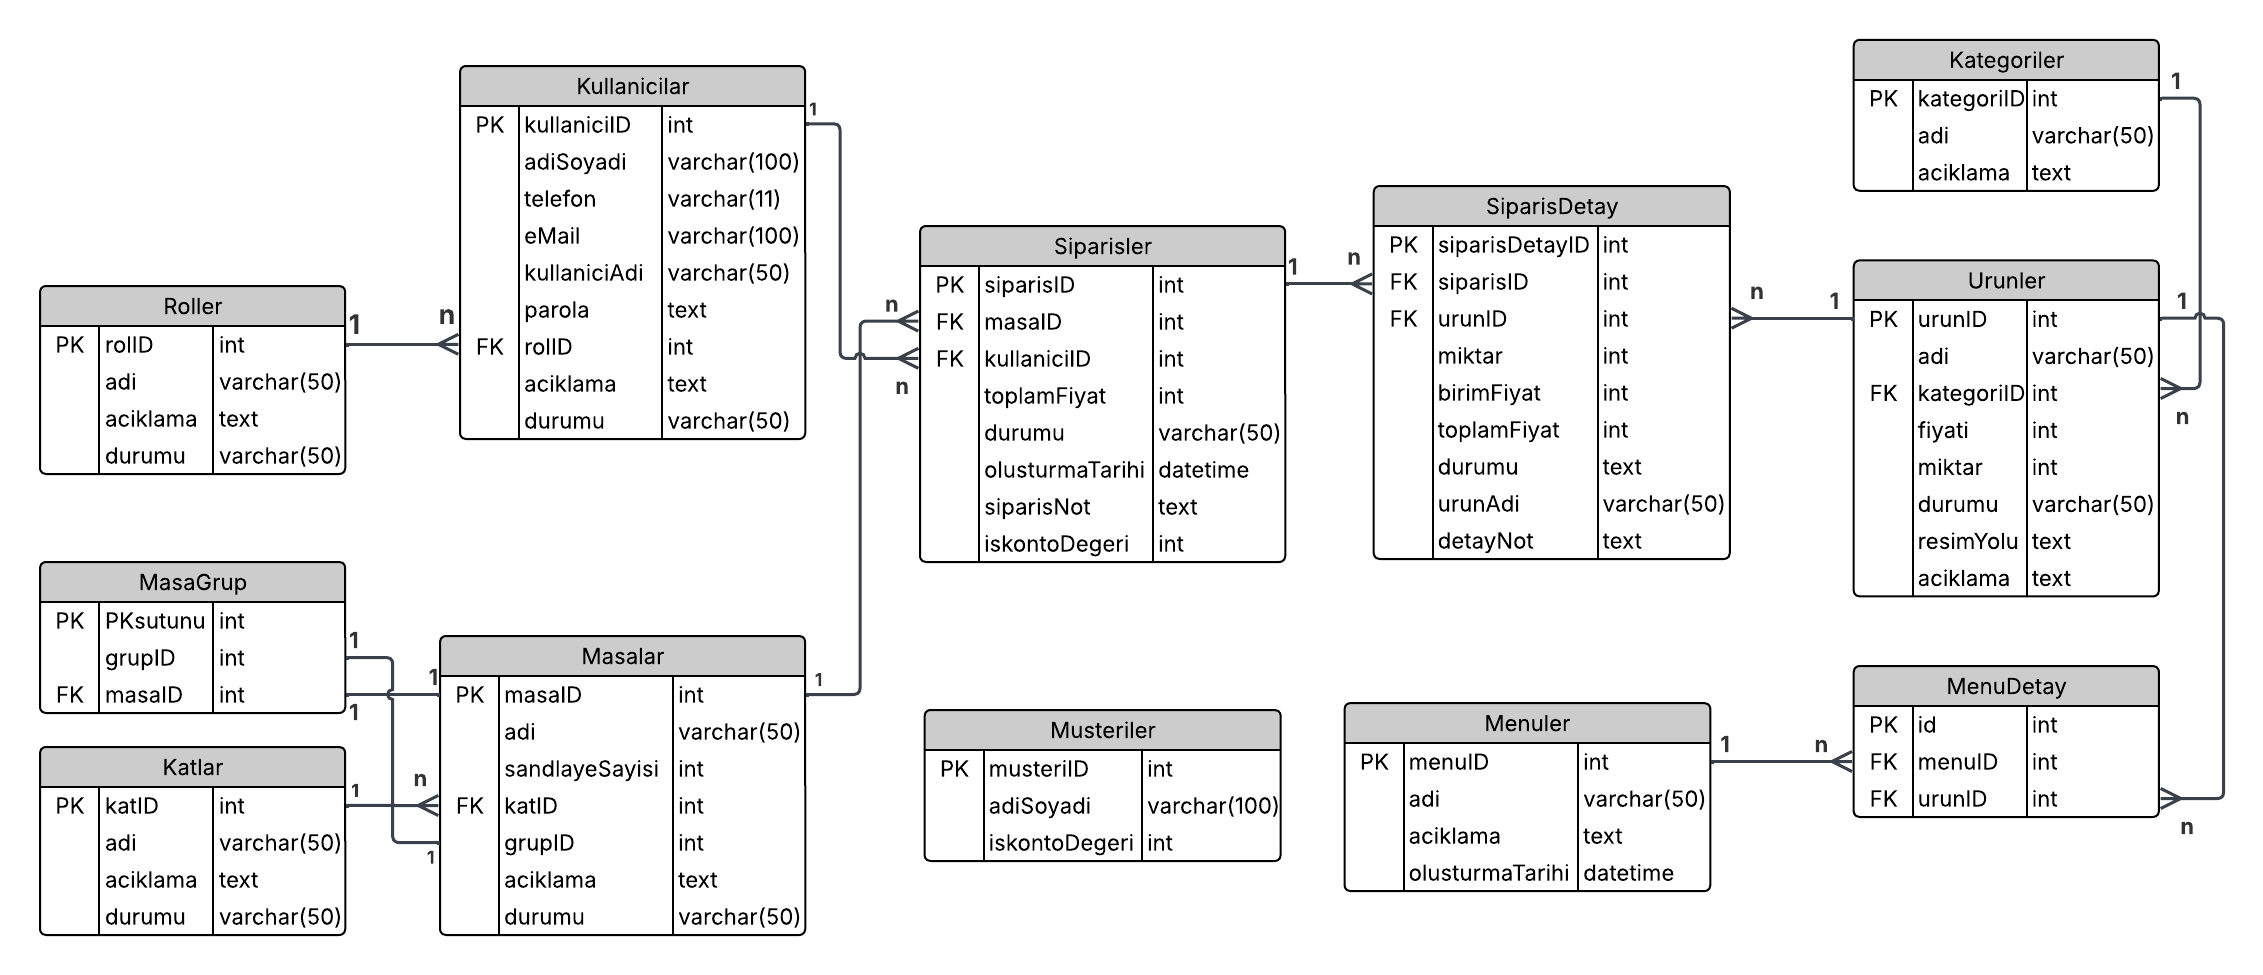 Kullanicilar
PK kullaniciID int
adiSoyadi varchar(100)
telefon varchar(11)
eMail varchar(100)
kullaniciAdi varchar(50)
parola text
FK rolID int
aciklama text
durumu varchar(50)
1
n
Roller
PK rolID int
adi varchar(50)
aciklama text
durumu varchar(50)
1
n
MasaGrup
PK PKsutunu int
grupID int
FK masaID int
1
1
1
1
Katlar
PK katID int
adi varchar(50)
aciklama text
durumu varchar(50)
1
n
Masalar
PK masaID int
adi varchar(50)
sandlayeSayisi int
FK katID int
grupID int
aciklama text
durumu varchar(50)
1
n
Siparisler
PK siparisID int
FK masaID int
FK kullaniciID int
toplamFiyat int
durumu varchar(50)
olusturmaTarihi datetime
siparisNot text
iskontoDegeri int
1
n
Musteriler
PK musteriID int
adiSoyadi varchar(100)
iskontoDegeri int
SiparisDetay
PK siparisDetayID int
FK siparisID int
FK urunID int
miktar int
birimFiyat int
toplamFiyat int
durumu text
urunAdi varchar(50)
detayNot text
n
1
Menuler
PK menuID int
adi varchar(50)
aciklama text
olusturmaTarihi datetime
1
n
Kategoriler
PK kategoriID int
adi varchar(50)
aciklama text
1
n
Urunler
PK urunID int
adi varchar(50)
FK kategoriID int
fiyati int
miktar int
durumu varchar(50)
resimYolu text
aciklama text
1
n
MenuDetay
PK id int
FK menuID int
FK urunID int